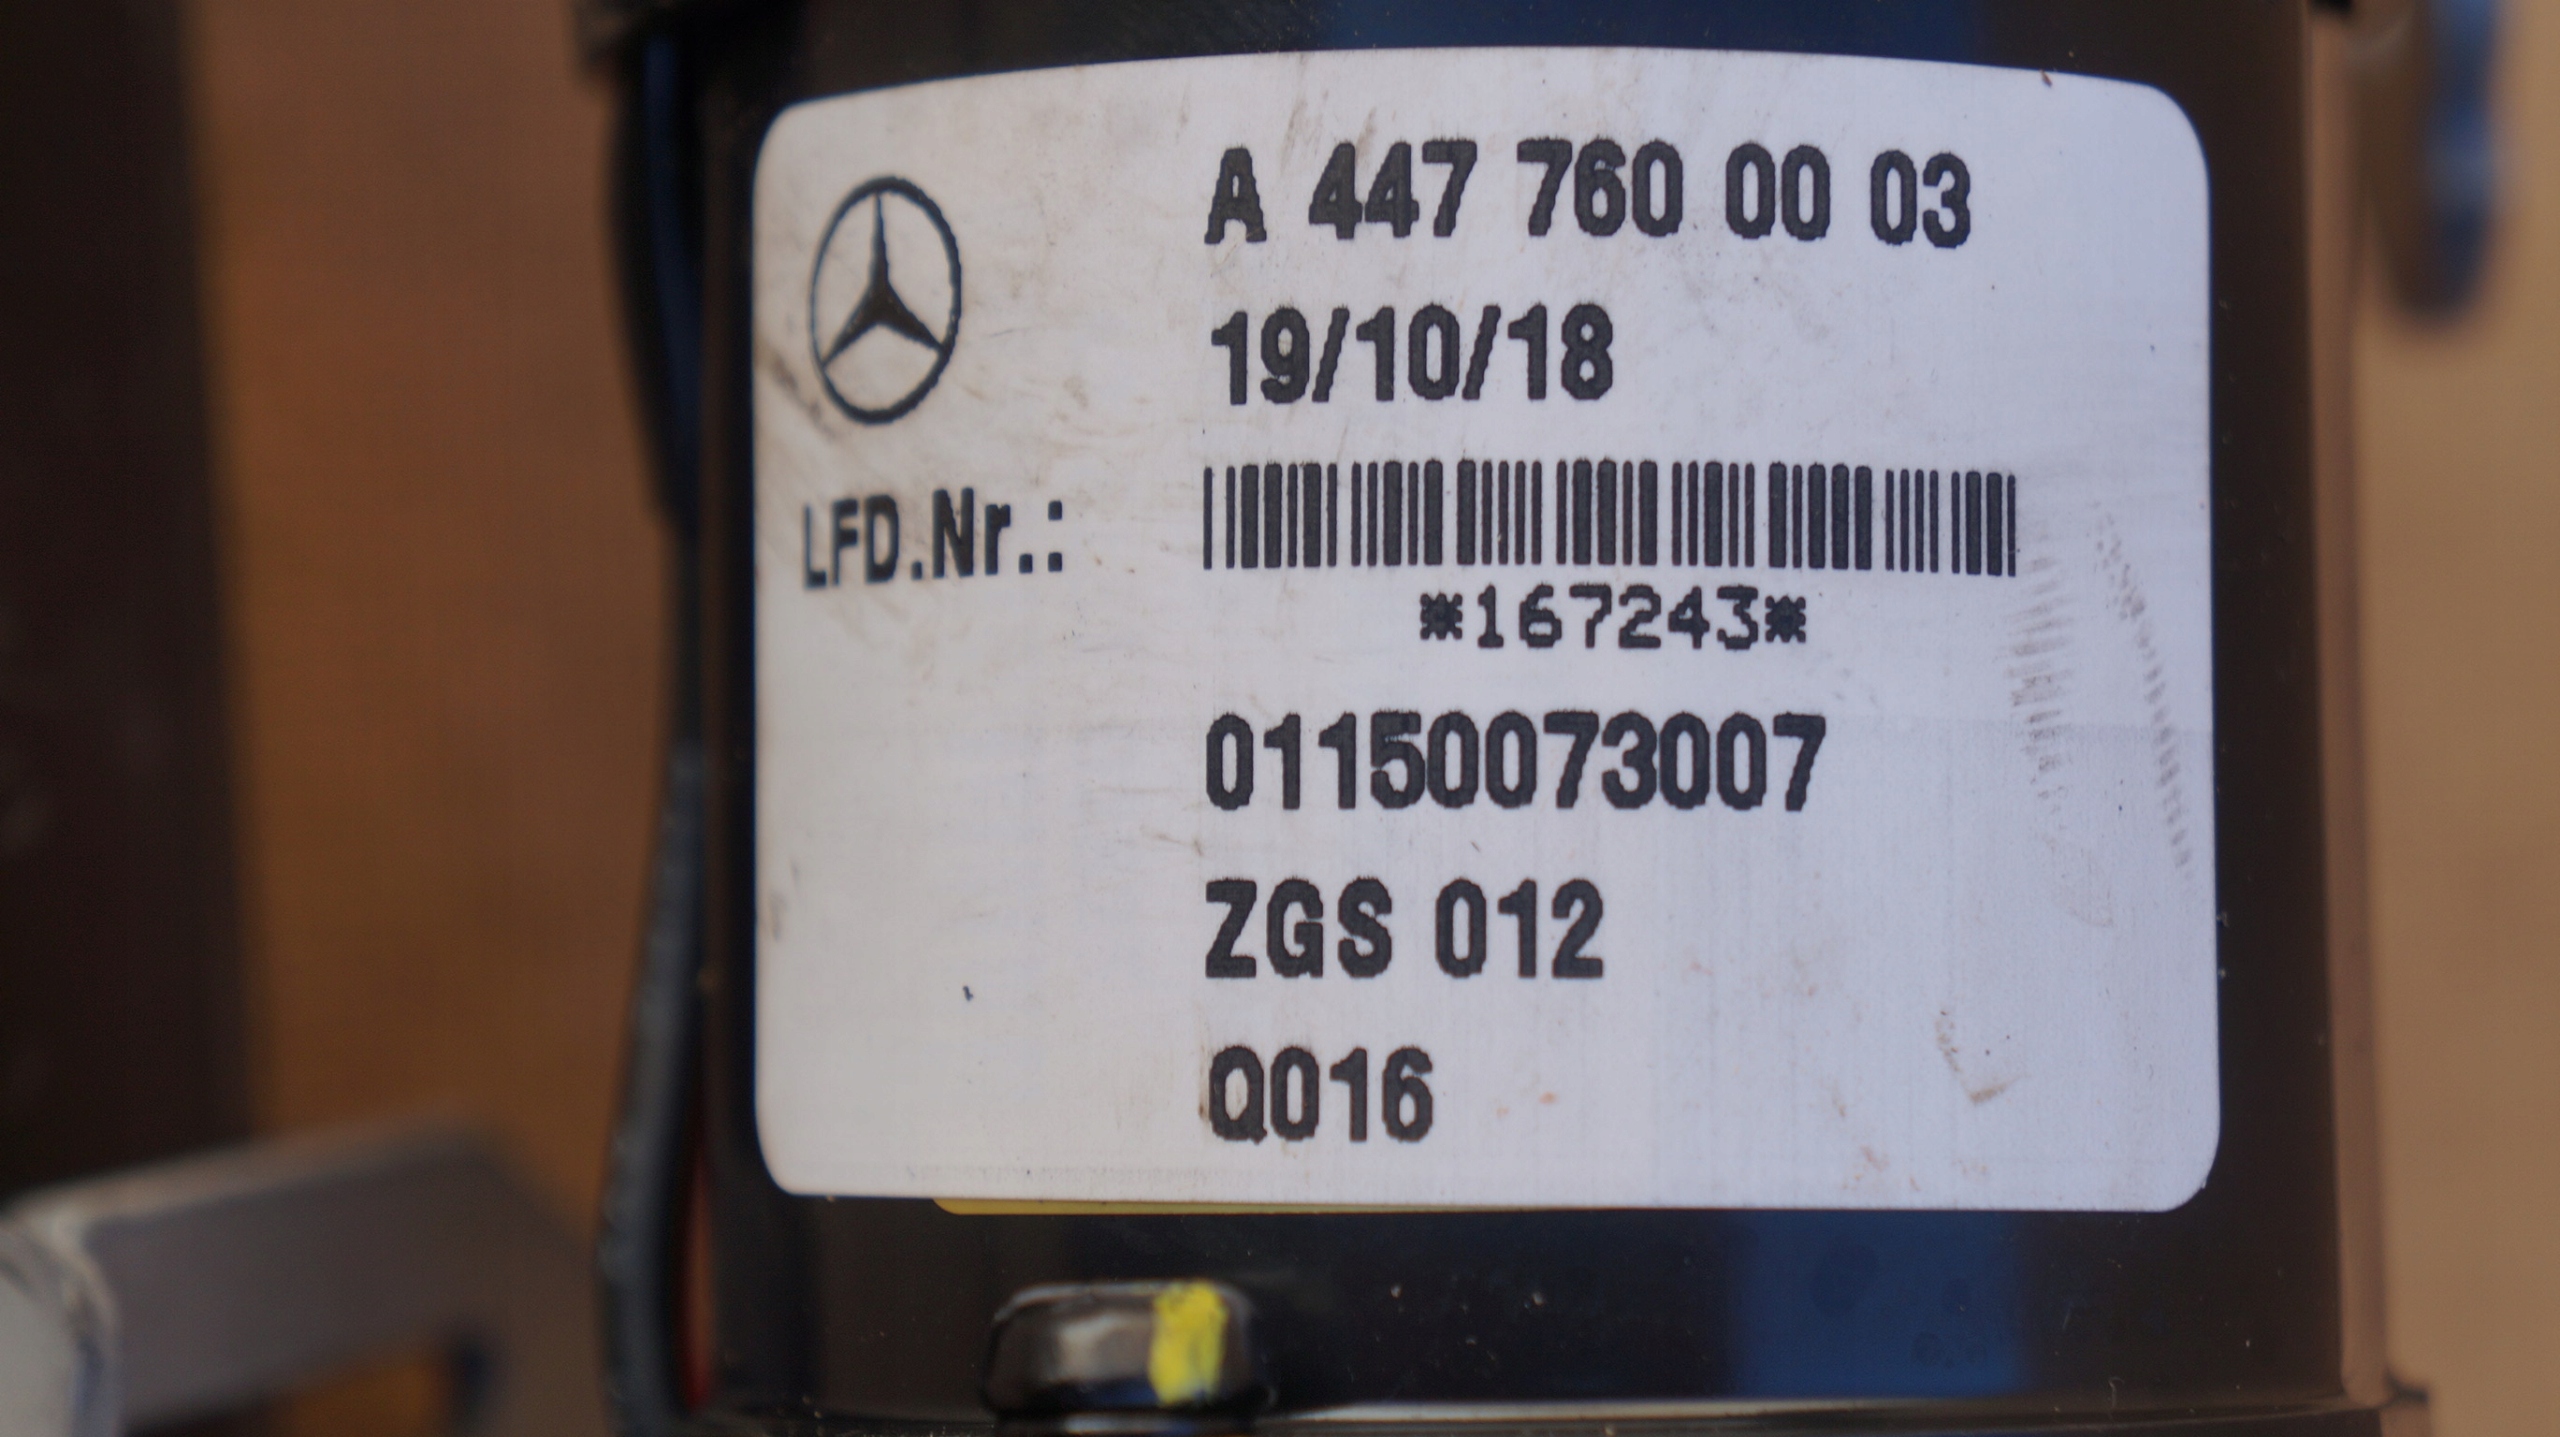 A 447 760 00 03
19/10/18
LFD.Nr.:
*167243*
01150073007
ZGS 012
Q016